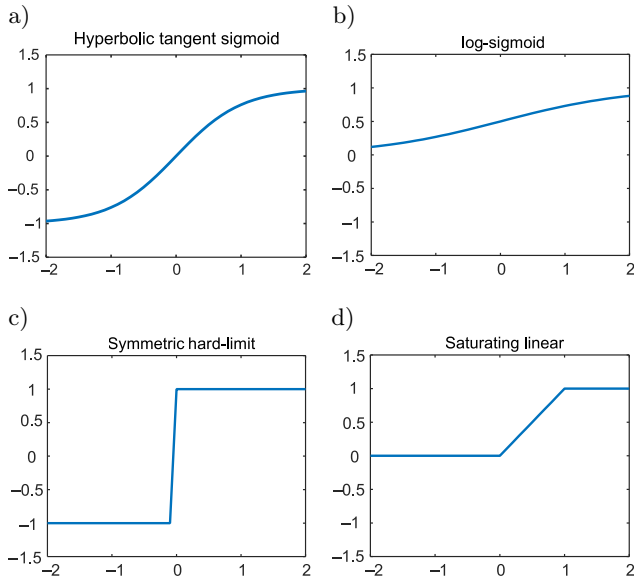 a)
Hyperbolic tangent sigmoid
1.5
1
0.5
0
–0.5
–1
–1.5
–2 –1 0 1 2
b)
log-sigmoid
1.5
1
0.5
0
–0.5
–1
–1.5
–2 –1 0 1 2
c)
Symmetric hard-limit
1.5
1
0.5
0
–0.5
–1
–1.5
–2 –1 0 1 2
d)
Saturating linear
1.5
1
0.5
0
–0.5
–1
–1.5
–2 –1 0 1 2